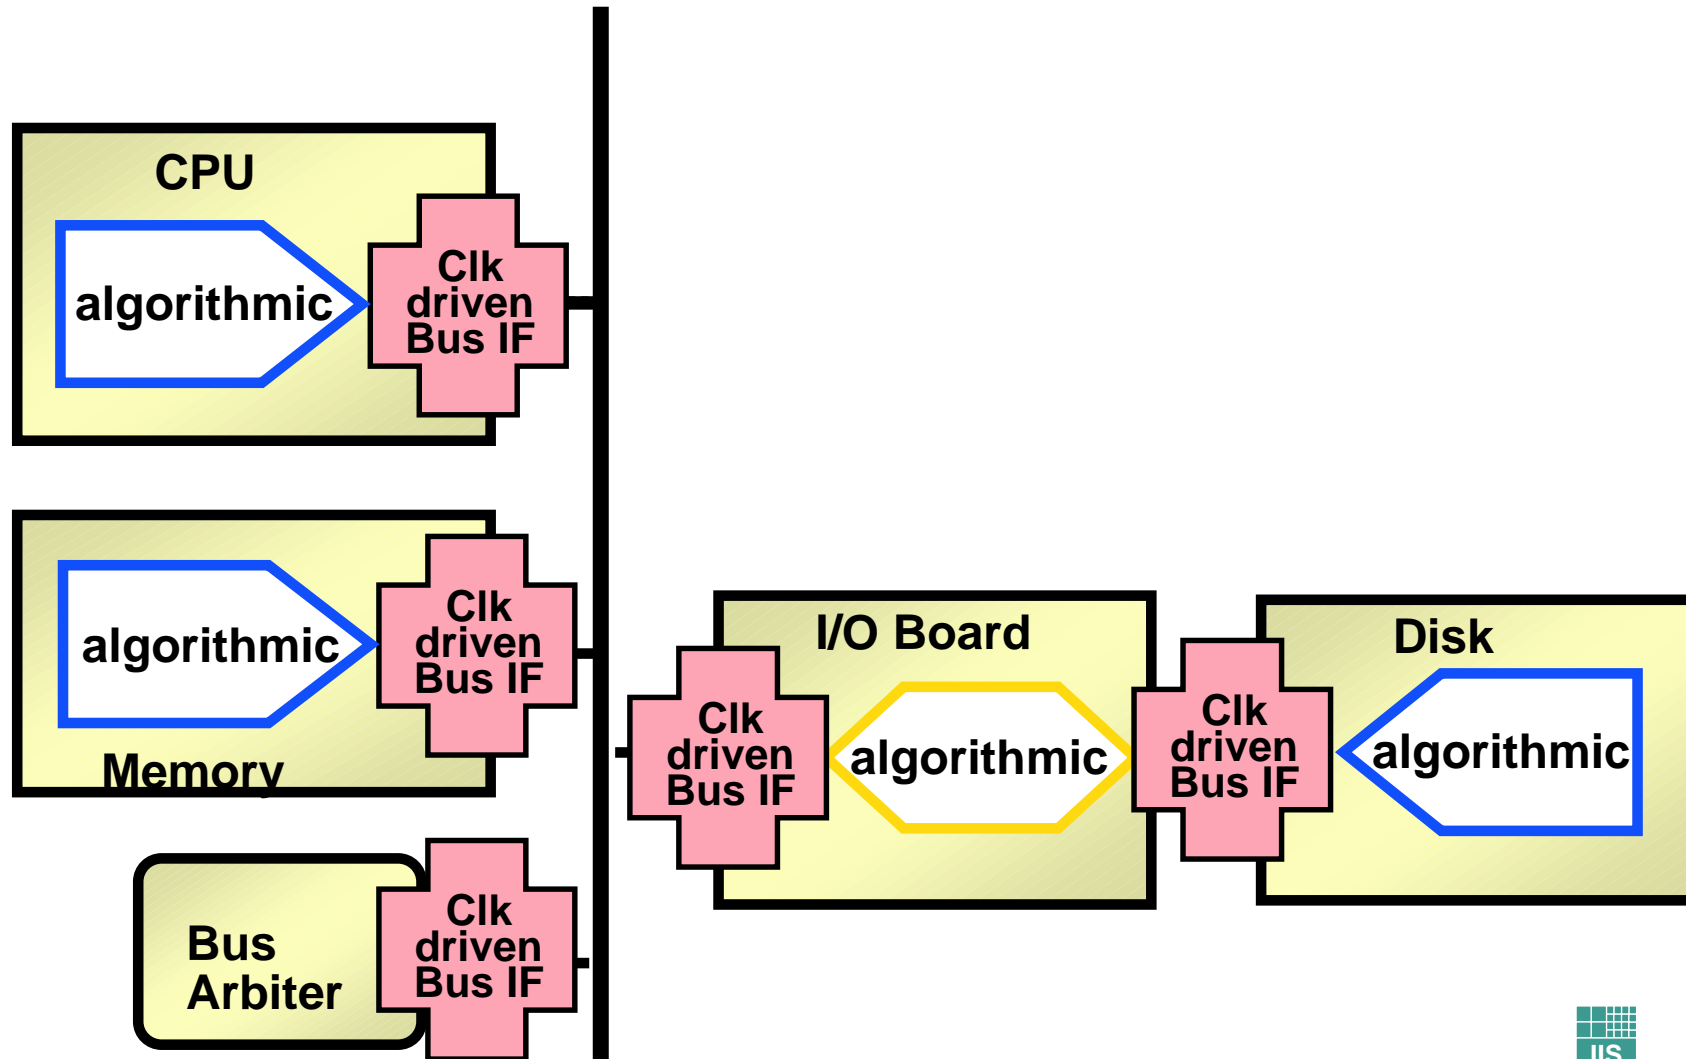 CPU
algorithmic
Clk
driven
Bus IF
algorithmic
Clk
driven
Bus IF
Memory
I/O Board
Clk
driven
Bus IF
algorithmic
Disk
Clk
driven
Bus IF
algorithmic
Bus
Arbiter
Clk
driven
Bus IF
IIS